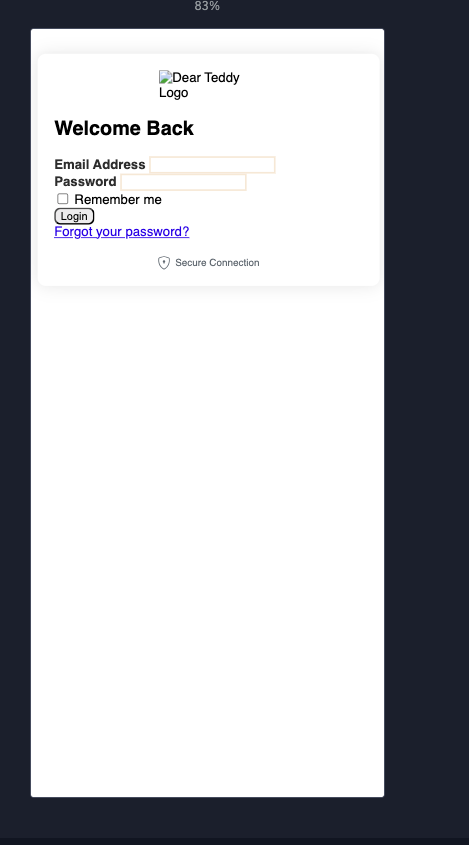 83%
Dear Teddy
Logo
Welcome Back
Email Address
Password
Remember me
Login
Forgot your password?
Secure Connection